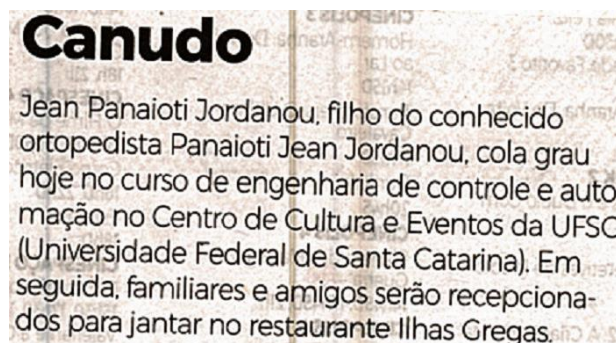 Canudo
Jean Panaioti Jordanou, filho do conhecido
ortopedista Panaioti Jean Jordanou, cola grau
hoje no curso de engenharia de controle e auto
mação no Centro de Cultura e Eventos da UFSC
(Universidade Federal de Santa Catarina). Em
seguida, familiares e amigos serão recepciona-
dos para jantar no restaurante Ilhas Gregas.